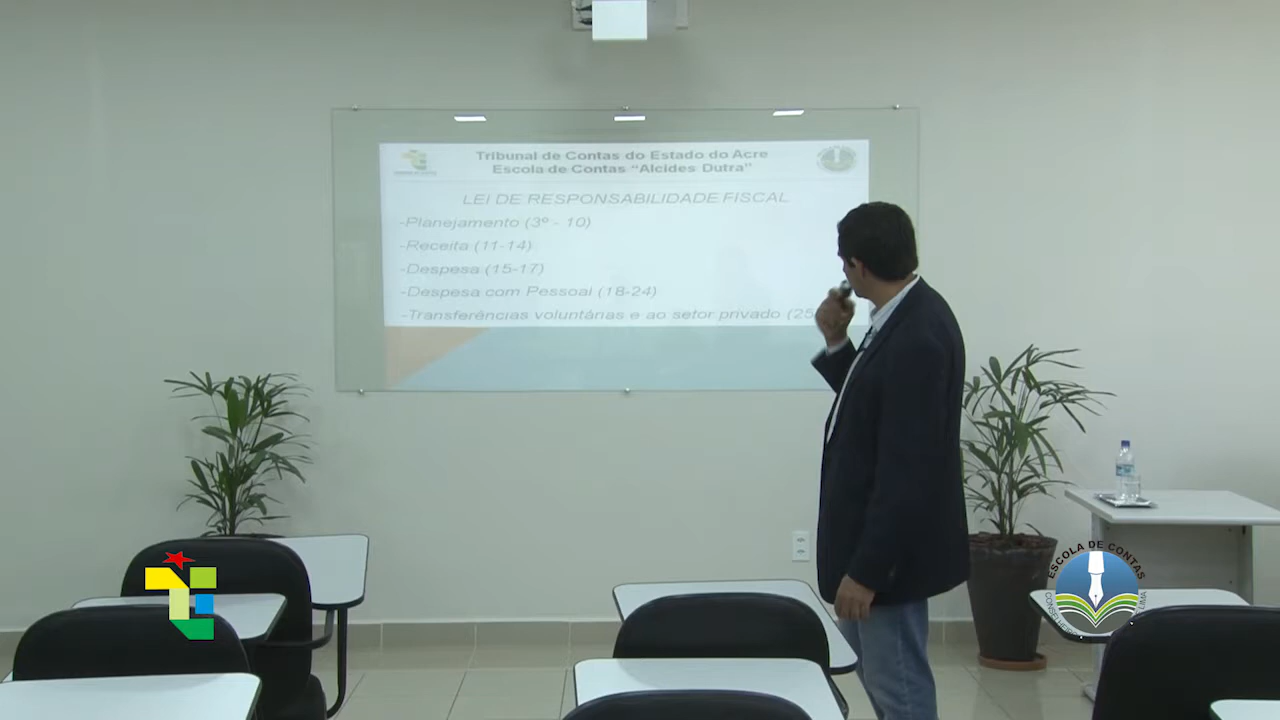 Tribunal de Contas do Estado do Acre
Escola de Contas “Alcides Dutra”
LEI DE RESPONSABILIDADE FISCAL
-Planejamento (3º - 10)
-Receita (11-14)
-Despesa (15-17)
-Despesa com Pessoal (18-24)
-Transferências voluntárias e ao setor privado (25
ESCOLA DE CONTAS